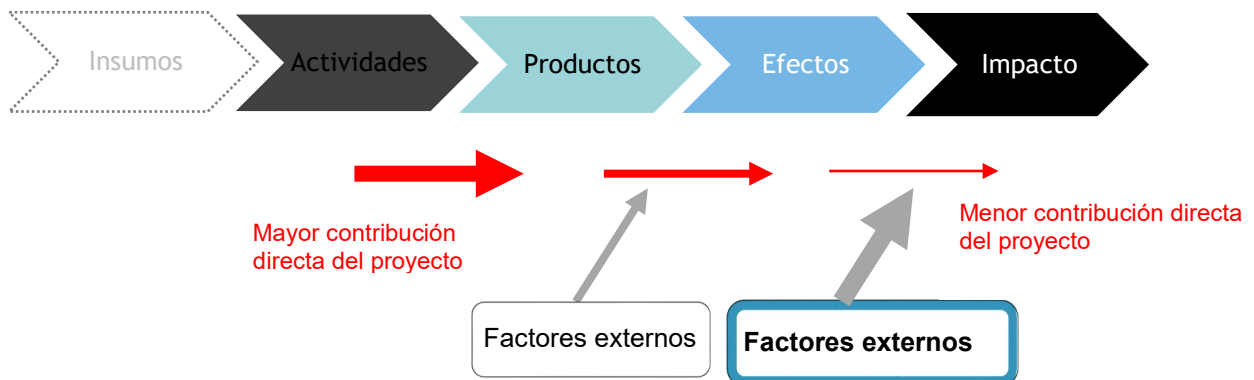 Insumos
Actividades
Productos
Efectos
Impacto
Mayor contribución
directa del proyecto
Menor contribución directa
del proyecto
Factores externos
Factores externos